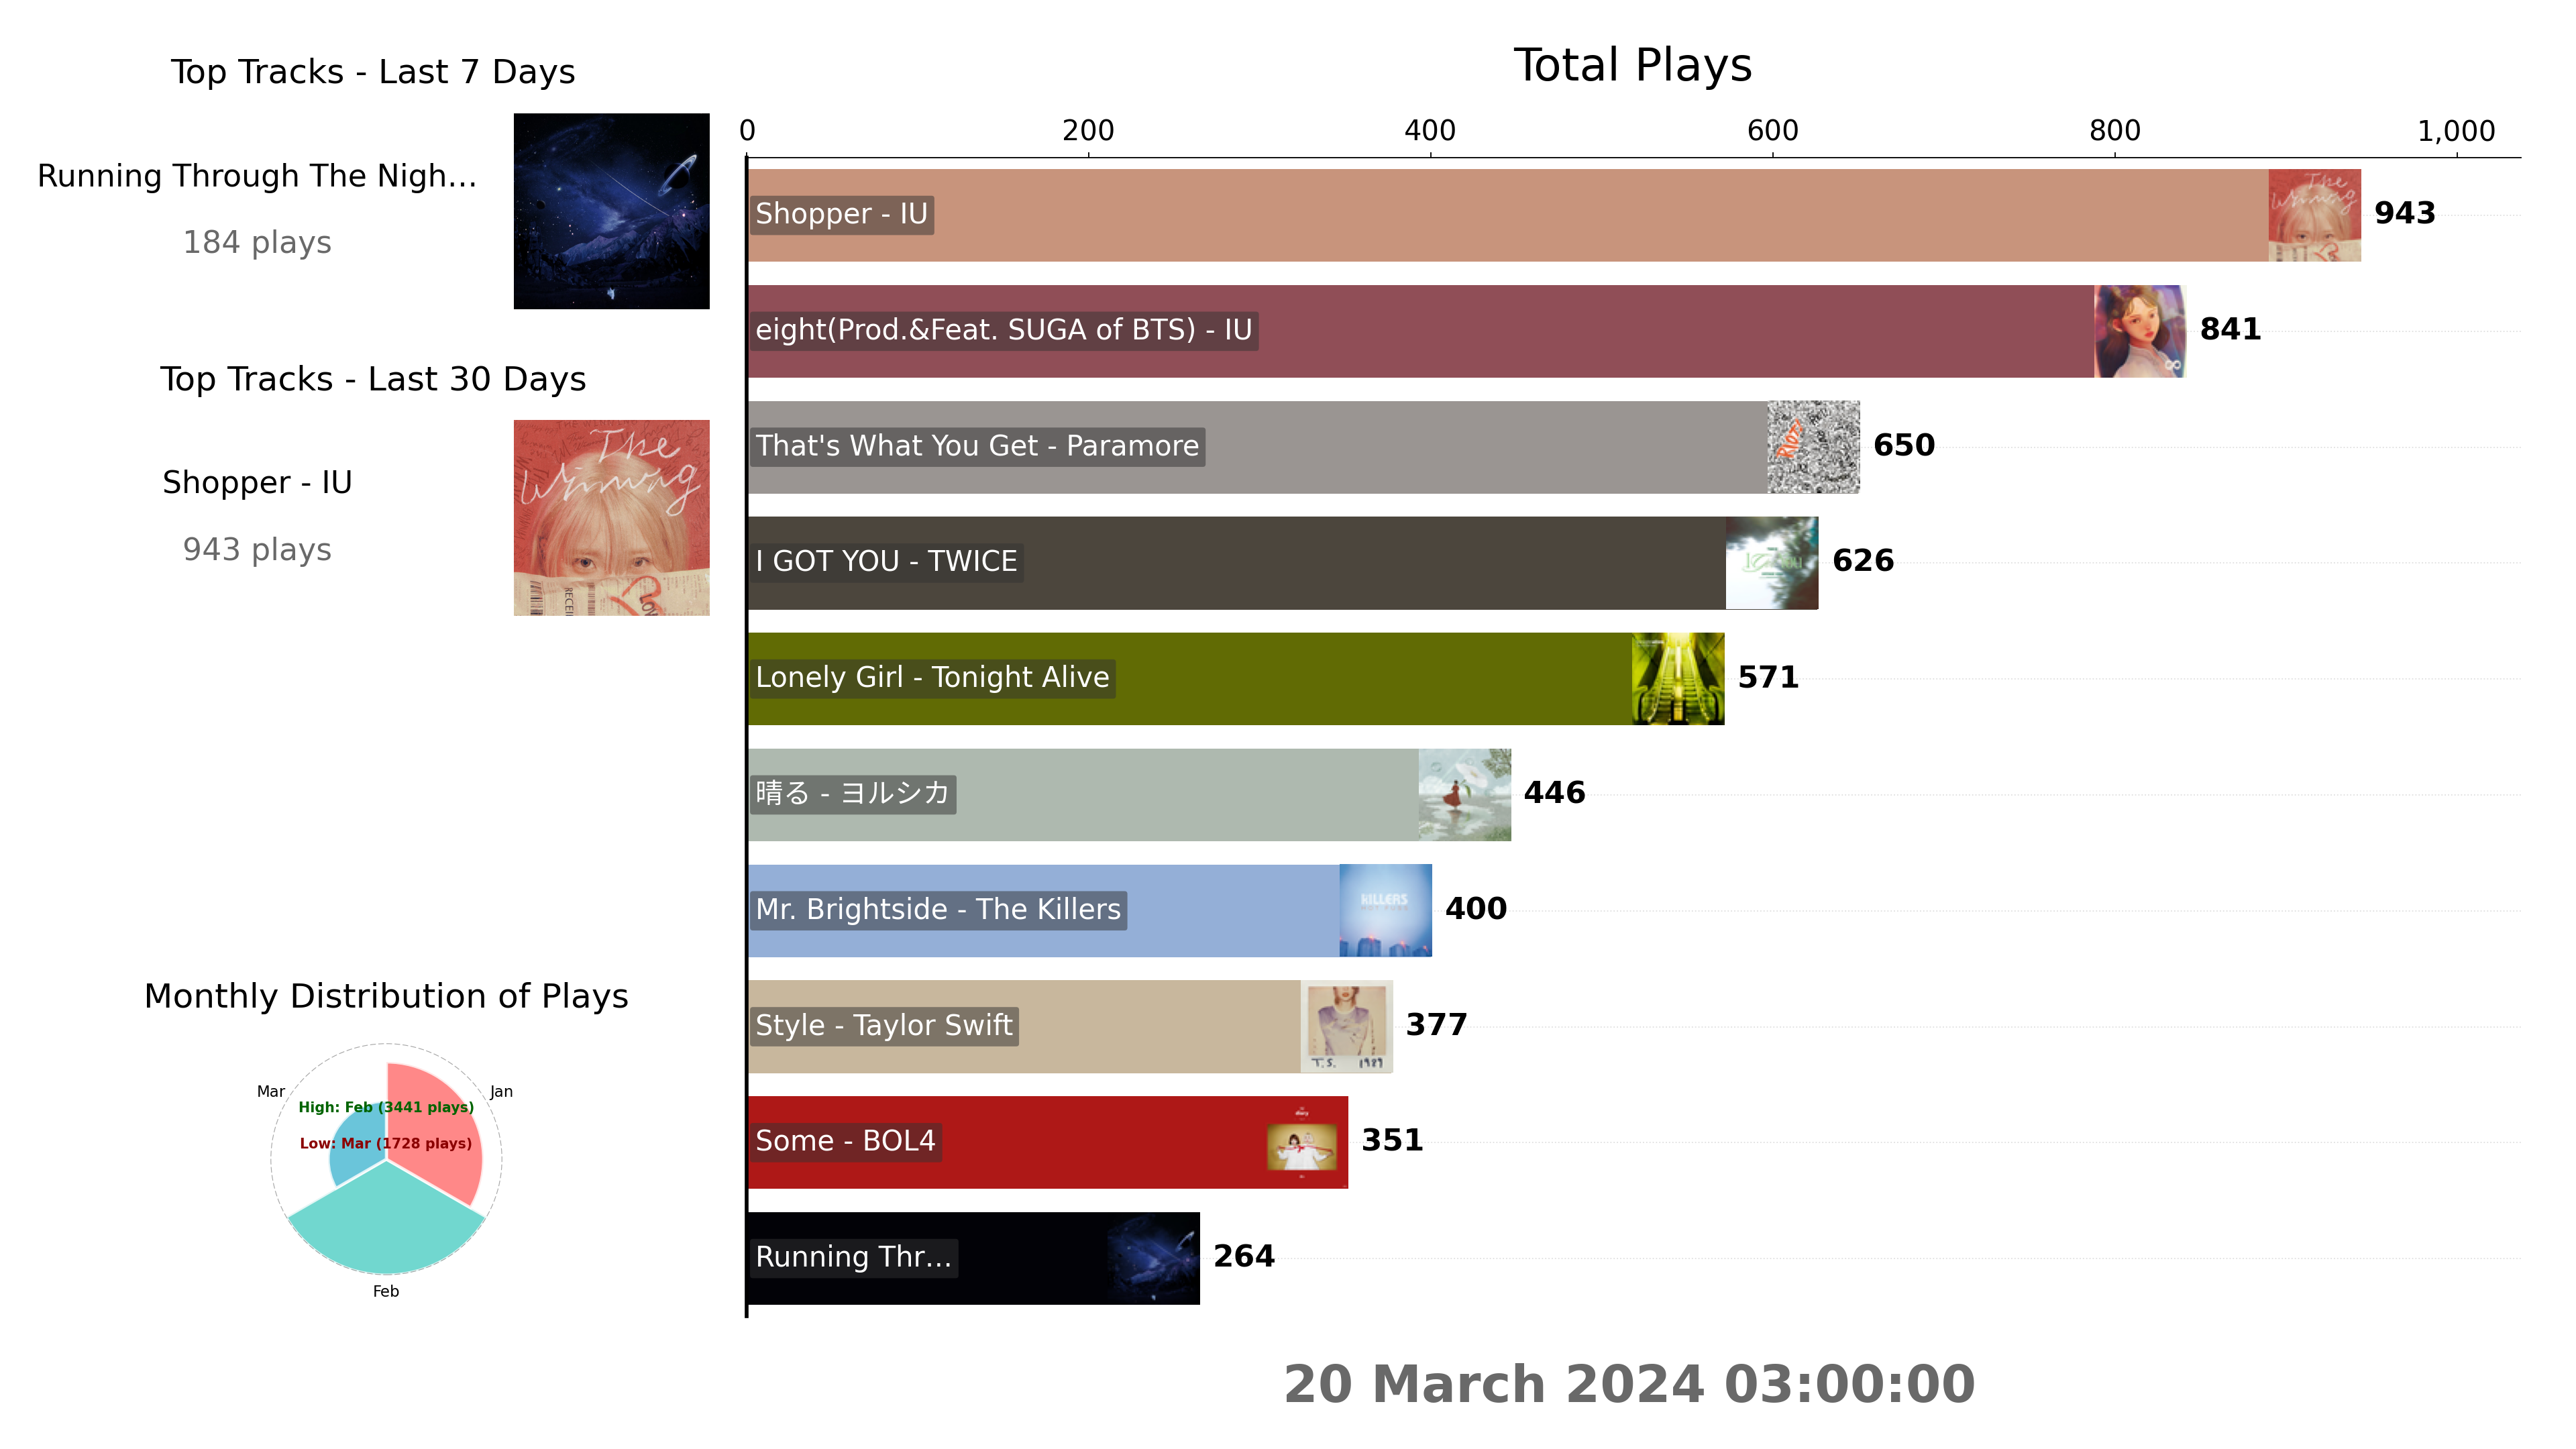 Top Tracks - Last 7 Days
Running Through The Nigh...
184 plays
Top Tracks - Last 30 Days
The
Winning
Shopper - IU
943 plays
Monthly Distribution of Plays
Mar
Jan
High: Feb (3441 plays)
Low: Mar (1728 plays)
Feb
Total Plays
0 200 400 600 800 1,000
Shopper - IU 943
eight(Prod.&Feat. SUGA of BTS) - IU 841
That's What You Get - Paramore RIOT! 650
I GOT YOU - TWICE 626
Lonely Girl - Tonight Alive 571
晴る - ヨルシカ 446
Mr. Brightside - The Killers KILLERS 400
Style - Taylor Swift T.S. 1989 377
Some - BOL4 351
Running Thr... 264
20 March 2024 03:00:00